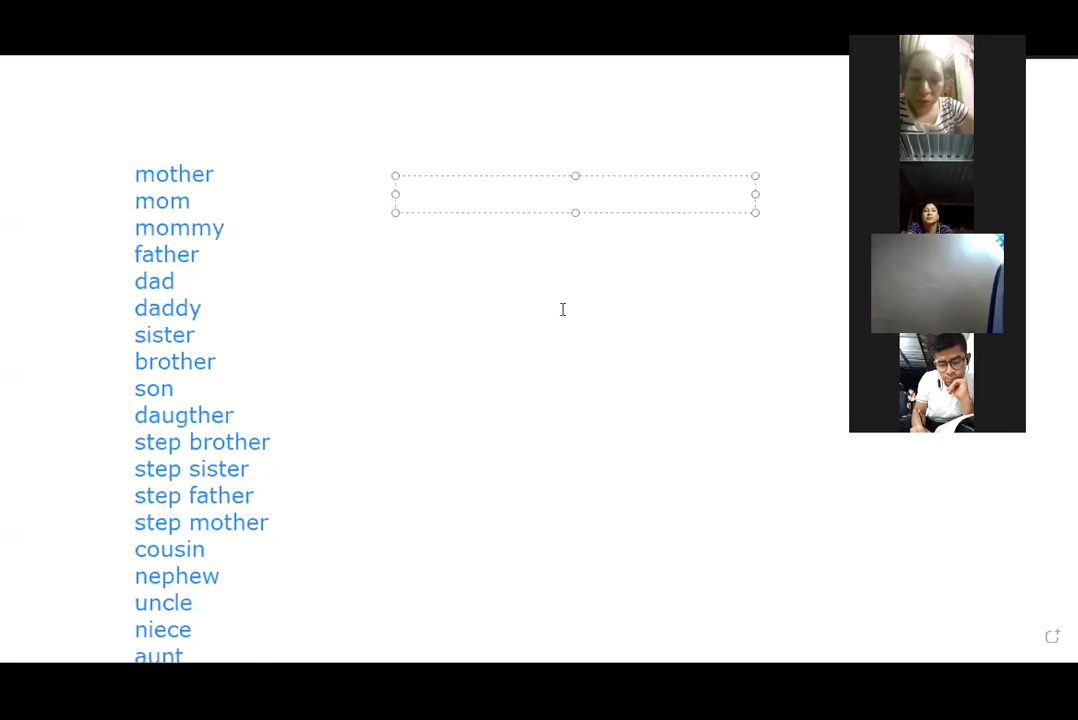 mother
mom
mommy
father
dad
daddy
sister
brother
son
daugther
step brother
step sister
step father
step mother
cousin
nephew
uncle
niece
aunt